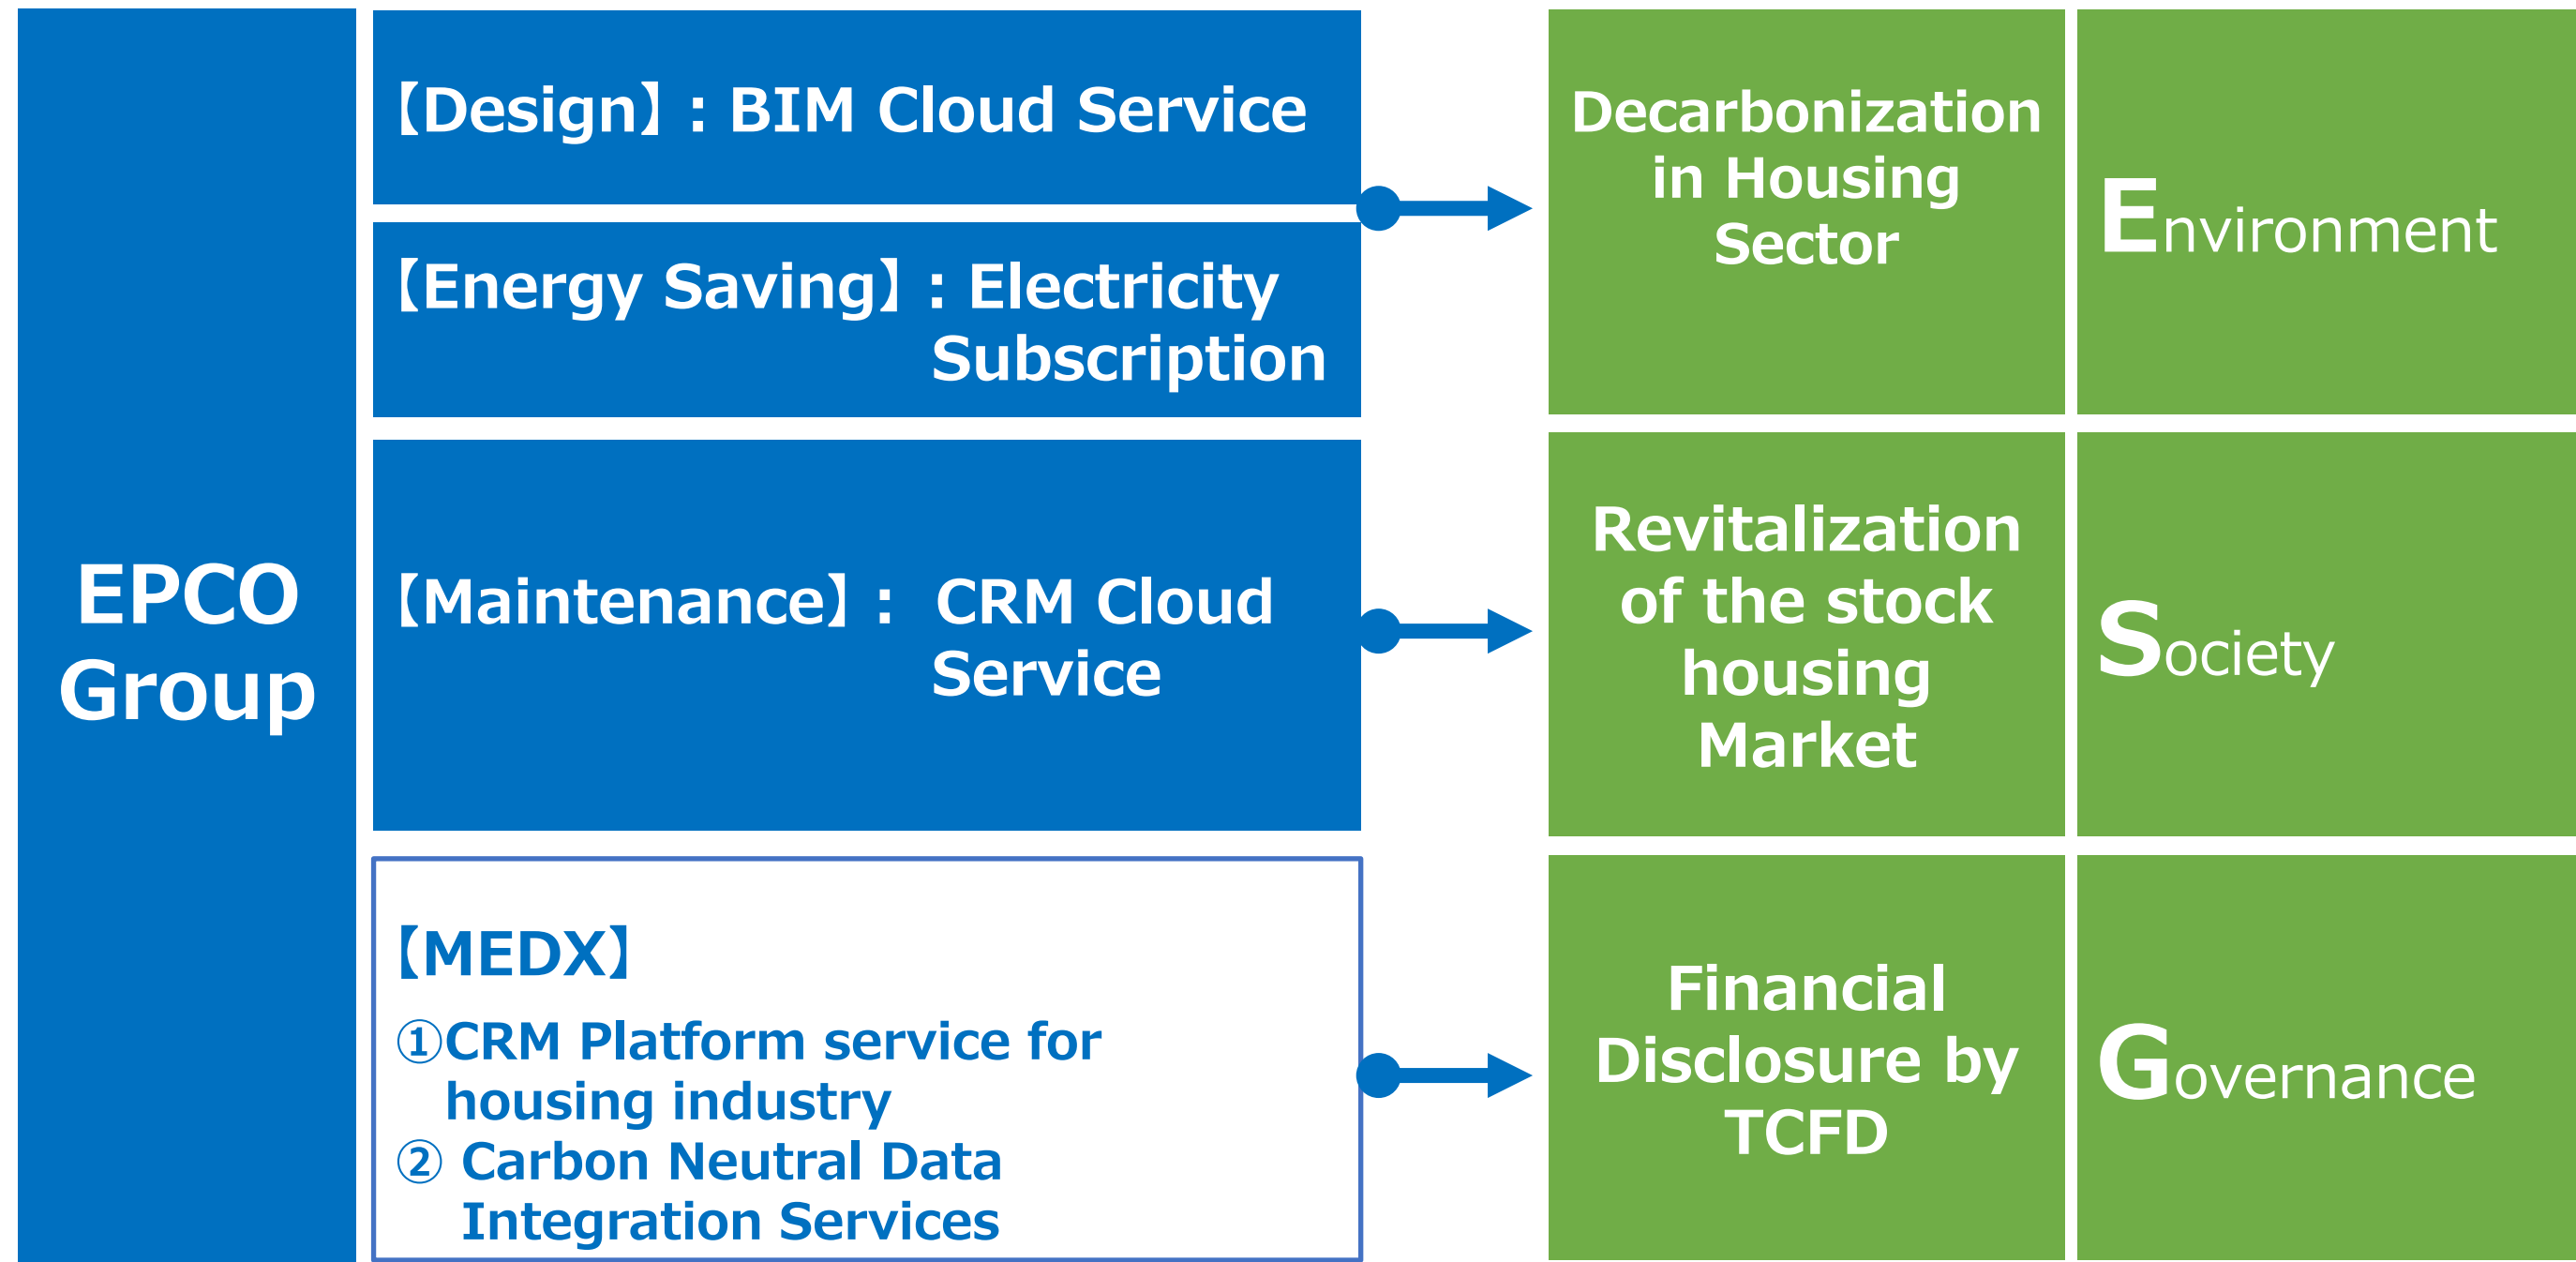 EPCO
Group
【Design】 : BIM Cloud Service
【Energy Saving】 : Electricity
Subscription
【Maintenance】 : CRM Cloud
Service
【MEDX】
①CRM Platform service for
housing industry
② Carbon Neutral Data
Integration Services
Decarbonization
in Housing
Sector
Environment
Revitalization
of the stock
housing
Market
Society
Financial
Disclosure by
TCFD
Governance